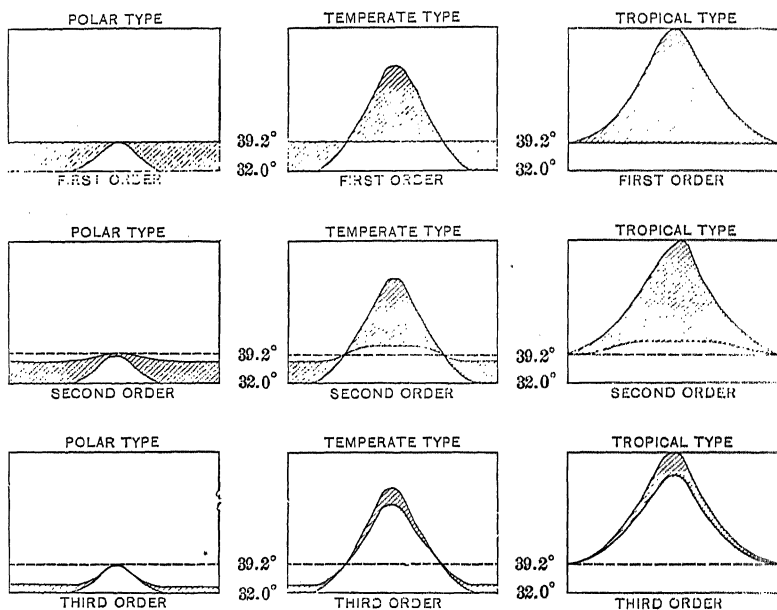 POLAR TYPE
TEMPERATE TYPE
TROPICAL TYPE
39.2°
39.2°
32.0°
32.0°
FIRST ORDER
FIRST ORDER
FIRST ORDER
POLAR TYPE
TEMPERATE TYPE
TROPICAL TYPE
39.2°
39.2°
32.0°
32.0°
SECOND ORDER
SECOND ORDER
SECOND ORDER
POLAR TYPE
TEMPERATE TYPE
TROPICAL TYPE
39.2°
39.2°
32.0°
32.0°
THIRD ORDER
THIRD ORDER
THIRD ORDER